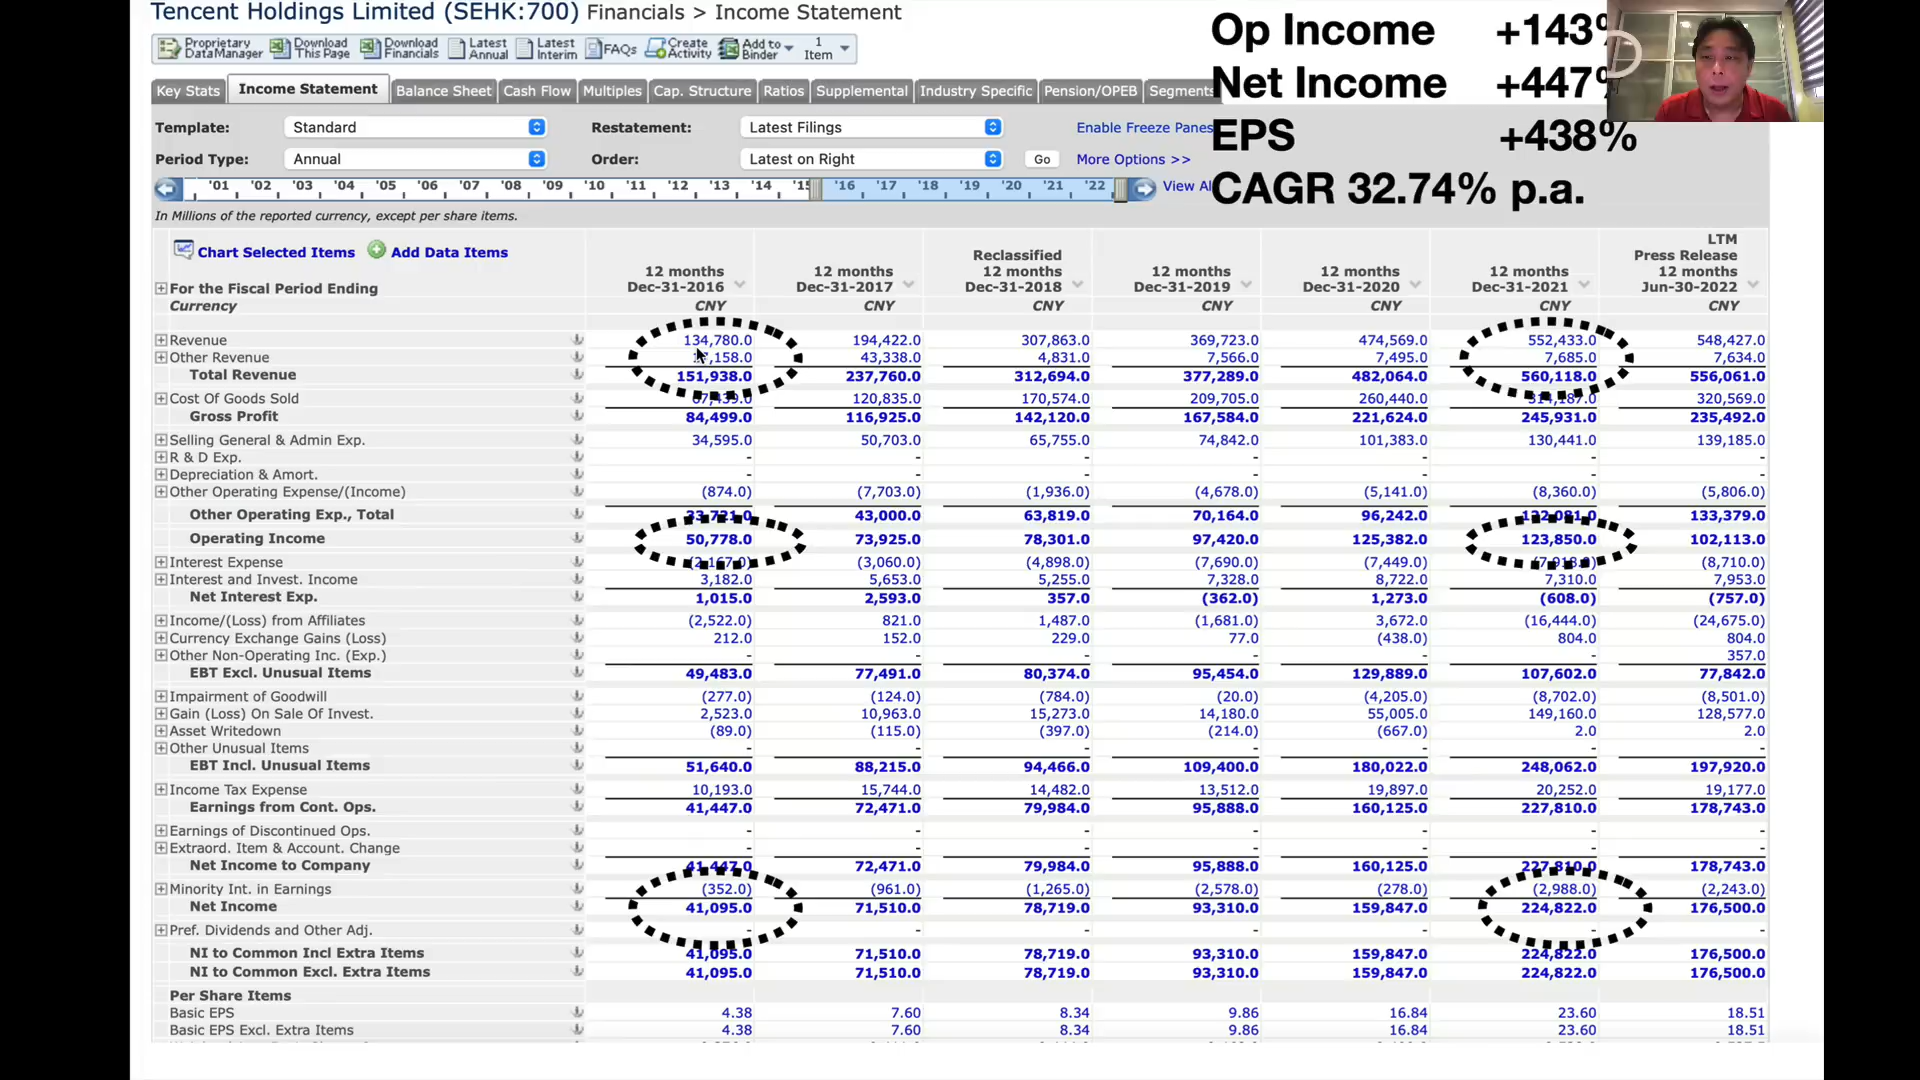 Tencent Holdings Limited (SEHK:700) Financials > Income Statement
Proprietary DataManager Download This Page Download Financials Latest Annual Latest Interim FAQs Create Activity Add to Binder 1 Item
Key Stats Income Statement Balance Sheet Cash Flow Multiples Cap. Structure Ratios Supplemental Industry Specific Pension/OPEB Segments
Op Income +143%
Net Income +447%
EPS +438%
CAGR 32.74% p.a.
Template: Standard Restatement: Latest Filings Enable Freeze Panes
Period Type: Annual Order: Latest on Right Go More Options >>
'01 '02 '03 '04 '05 '06 '07 '08 '09 '10 '11 '12 '13 '14 '15 '16 '17 '18 '19 '20 '21 '22 View Al
In Millions of the reported currency, except per share items.
Chart Selected Items Add Data Items
For the Fiscal Period Ending 12 months Dec-31-2016 12 months Dec-31-2017 Reclassified 12 months Dec-31-2018 12 months Dec-31-2019 12 months Dec-31-2020 12 months Dec-31-2021 LTM Press Release 12 months Jun-30-2022
Currency CNY CNY CNY CNY CNY CNY CNY
Revenue 134,780.0 194,422.0 307,863.0 369,723.0 474,569.0 552,433.0 548,427.0
Other Revenue 43,338.0 4,831.0 7,566.0 7,495.0 7,685.0 7,634.0
Total Revenue 151,938.0 237,760.0 312,694.0 377,289.0 482,064.0 560,118.0 556,061.0
Cost Of Goods Sold 120,835.0 170,574.0 209,705.0 260,440.0 320,569.0
Gross Profit 84,499.0 116,925.0 142,120.0 167,584.0 221,624.0 245,931.0 235,492.0
Selling General & Admin Exp. 34,595.0 50,703.0 65,755.0 74,842.0 101,383.0 130,441.0 139,185.0
R & D Exp. - - - - - - -
Depreciation & Amort. - - - - - - -
Other Operating Expense/(Income) (874.0) (7,703.0) (1,936.0) (4,678.0) (5,141.0) (8,360.0) (5,806.0)
Other Operating Exp., Total 33,721.0 43,000.0 63,819.0 70,164.0 96,242.0 122,081.0 133,379.0
Operating Income 50,778.0 73,925.0 78,301.0 97,420.0 125,382.0 123,850.0 102,113.0
Interest Expense (2,167.0) (3,060.0) (4,898.0) (7,690.0) (7,449.0) (7,918.0) (8,710.0)
Interest and Invest. Income 3,182.0 5,653.0 5,255.0 7,328.0 8,722.0 7,310.0 7,953.0
Net Interest Exp. 1,015.0 2,593.0 357.0 (362.0) 1,273.0 (608.0) (757.0)
Income/(Loss) from Affiliates (2,522.0) 821.0 1,487.0 (1,681.0) 3,672.0 (16,444.0) (24,675.0)
Currency Exchange Gains (Loss) 212.0 152.0 229.0 77.0 (438.0) 804.0 804.0
Other Non-Operating Inc. (Exp.) - - - - - - 357.0
EBT Excl. Unusual Items 49,483.0 77,491.0 80,374.0 95,454.0 129,889.0 107,602.0 77,842.0
Impairment of Goodwill (277.0) (124.0) (784.0) (20.0) (4,205.0) (8,702.0) (8,501.0)
Gain (Loss) On Sale Of Invest. 2,523.0 10,963.0 15,273.0 14,180.0 55,005.0 149,160.0 128,577.0
Asset Writedown (89.0) (115.0) (397.0) (214.0) (667.0) 2.0 2.0
Other Unusual Items - - - - - - -
EBT Incl. Unusual Items 51,640.0 88,215.0 94,466.0 109,400.0 180,022.0 248,062.0 197,920.0
Income Tax Expense 10,193.0 15,744.0 14,482.0 13,512.0 19,897.0 20,252.0 19,177.0
Earnings from Cont. Ops. 41,447.0 72,471.0 79,984.0 95,888.0 160,125.0 227,810.0 178,743.0
Earnings of Discontinued Ops. - - - - - - -
Extraord. Item & Account. Change - - - - - - -
Net Income to Company 41,447.0 72,471.0 79,984.0 95,888.0 160,125.0 227,810.0 178,743.0
Minority Int. in Earnings (352.0) (961.0) (1,265.0) (2,578.0) (278.0) (2,988.0) (2,243.0)
Net Income 41,095.0 71,510.0 78,719.0 93,310.0 159,847.0 224,822.0 176,500.0
Pref. Dividends and Other Adj. - - - - - - -
NI to Common Incl Extra Items 41,095.0 71,510.0 78,719.0 93,310.0 159,847.0 224,822.0 176,500.0
NI to Common Excl. Extra Items 41,095.0 71,510.0 78,719.0 93,310.0 159,847.0 224,822.0 176,500.0
Per Share Items
Basic EPS 4.38 7.60 8.34 9.86 16.84 23.60 18.51
Basic EPS Excl. Extra Items 4.38 7.60 8.34 9.86 16.84 23.60 18.51